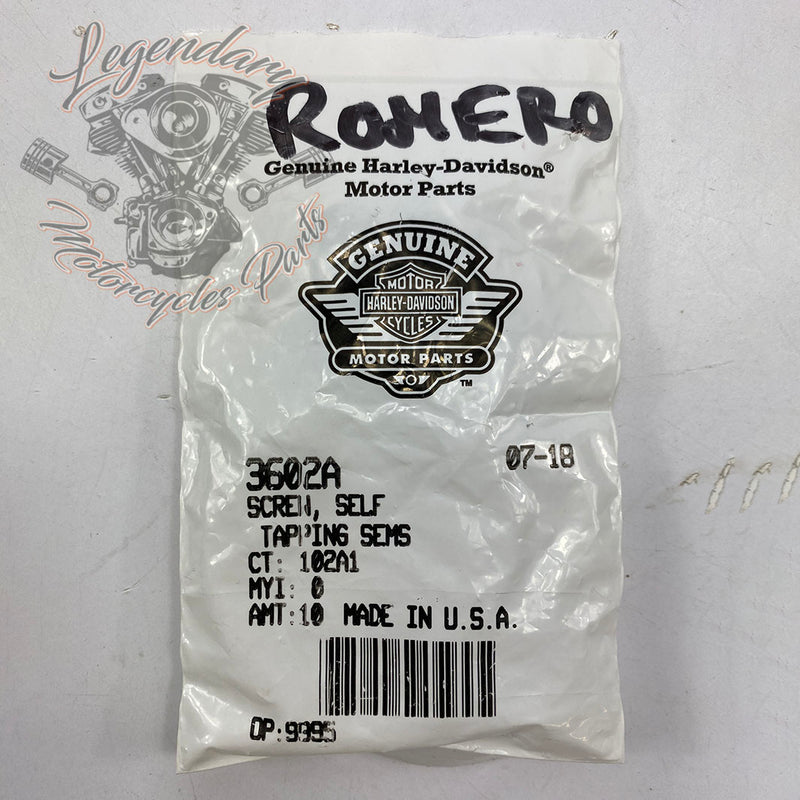 Legendary
Motorcycles Parts
ROMERO
Genuine Harley-Davidson®
Motor Parts
GENUINE
MOTOR
HARLEY-DAVIDSON
CYCLES
MOTOR PARTS
TM
3602A
07-18
SCREW, SELF
TAPPING SEMS
CT: 102A1
MYI: 0
AMT:10 MADE IN U.S.A.
OP:9995